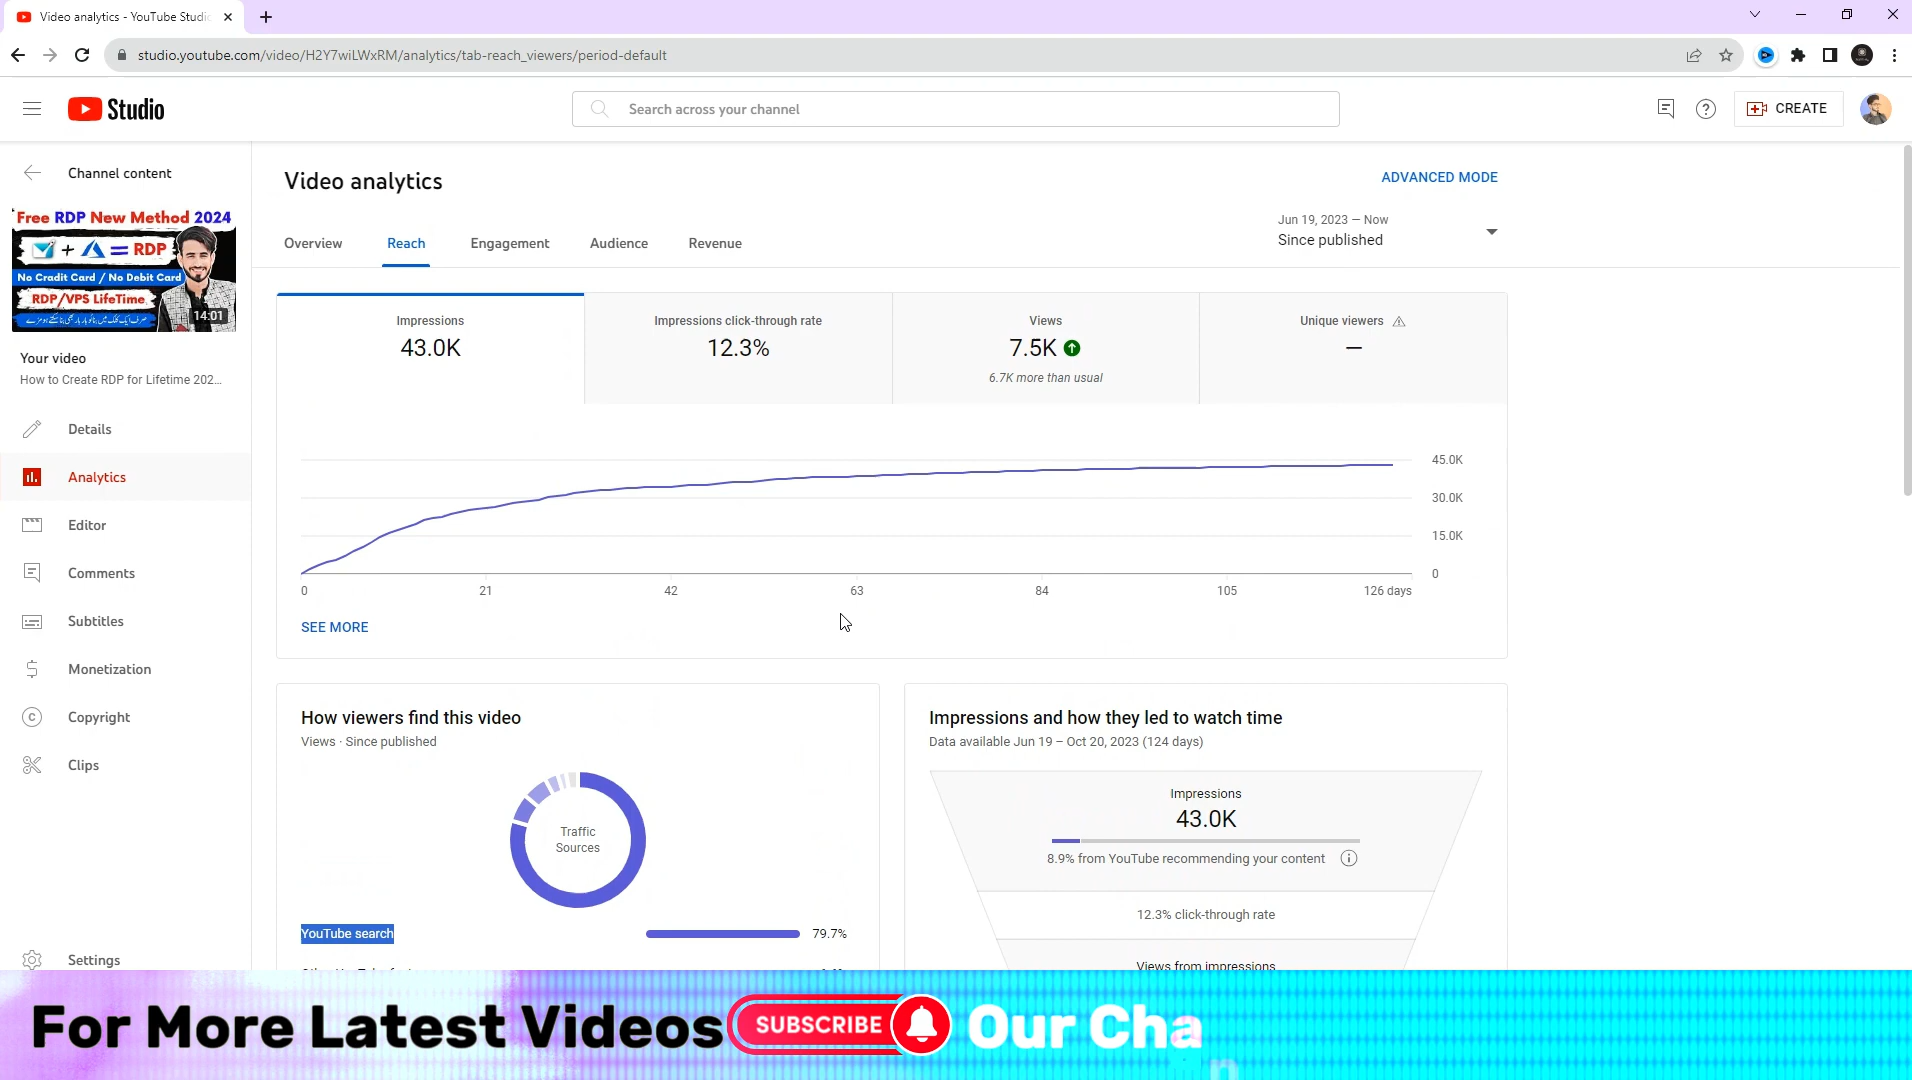 Video analytics - YouTube Studio
studio.youtube.com/video/H2Y7wiLWxRM/analytics/tab-reach_viewers/period-default
Studio
Search across your channel
CREATE
Channel content
Free RDP New Method 2024
+ = RDP
No Cradit Card / No Debit Card
RDP/VPS LifeTime
14:01
Your video
How to Create RDP for Lifetime 202...
Details
Analytics
Editor
Comments
Subtitles
Monetization
Copyright
Clips
Settings
Video analytics
ADVANCED MODE
Jun 19, 2023 – Now
Since published
Overview
Reach
Engagement
Audience
Revenue
Impressions
43.0K
Impressions click-through rate
12.3%
Views
7.5K
6.7K more than usual
Unique viewers
—
45.0K
30.0K
15.0K
0
0 21 42 63 84 105 126 days
SEE MORE
How viewers find this video
Views · Since published
Traffic
Sources
YouTube search 79.7%
Impressions and how they led to watch time
Data available Jun 19 – Oct 20, 2023 (124 days)
Impressions
43.0K
8.9% from YouTube recommending your content
12.3% click-through rate
Views from impressions
For More Latest Videos SUBSCRIBE Our Cha
n